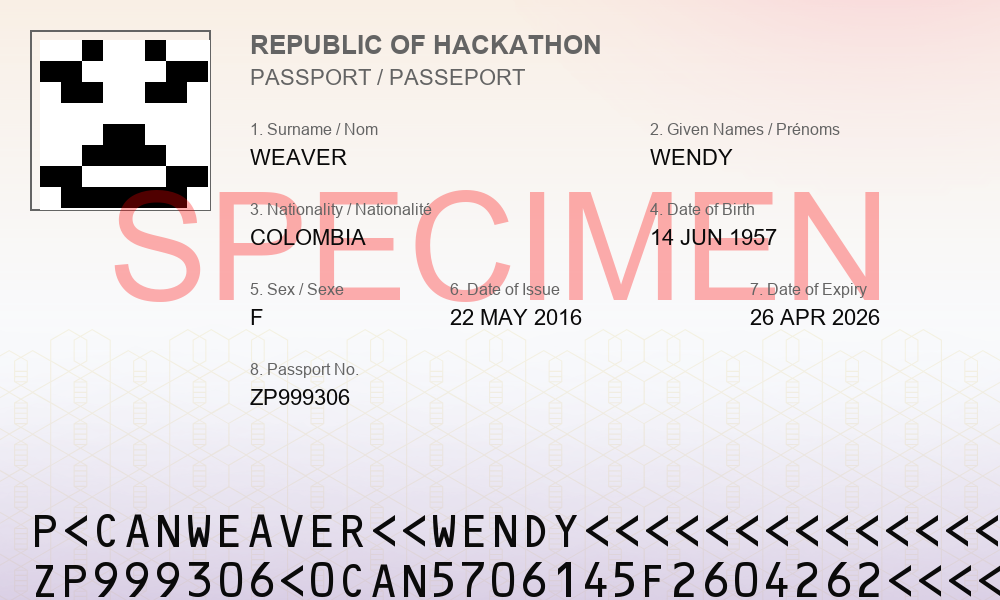 REPUBLIC OF HACKATHON
PASSPORT / PASSEPORT
1. Surname / Nom
WEAVER
2. Given Names / Prénoms
WENDY
SPECIMEN
3. Nationality / Nationalité
COLOMBIA
4. Date of Birth
14 JUN 1957
5. Sex / Sexe
F
6. Date of Issue
22 MAY 2016
7. Date of Expiry
26 APR 2026
8. Passport No.
ZP999306
P<CANWEAVER<<WENDY<<<<<<<<<<<<<<
ZP999306<0CAN5706145F2604262<<<<